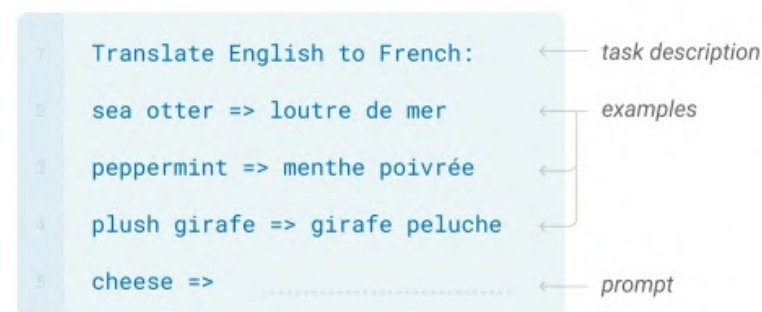 1 Translate English to French: task description
2 sea otter => loutre de mer examples
3 peppermint => menthe poivrée
4 plush girafe => girafe peluche
5 cheese => prompt